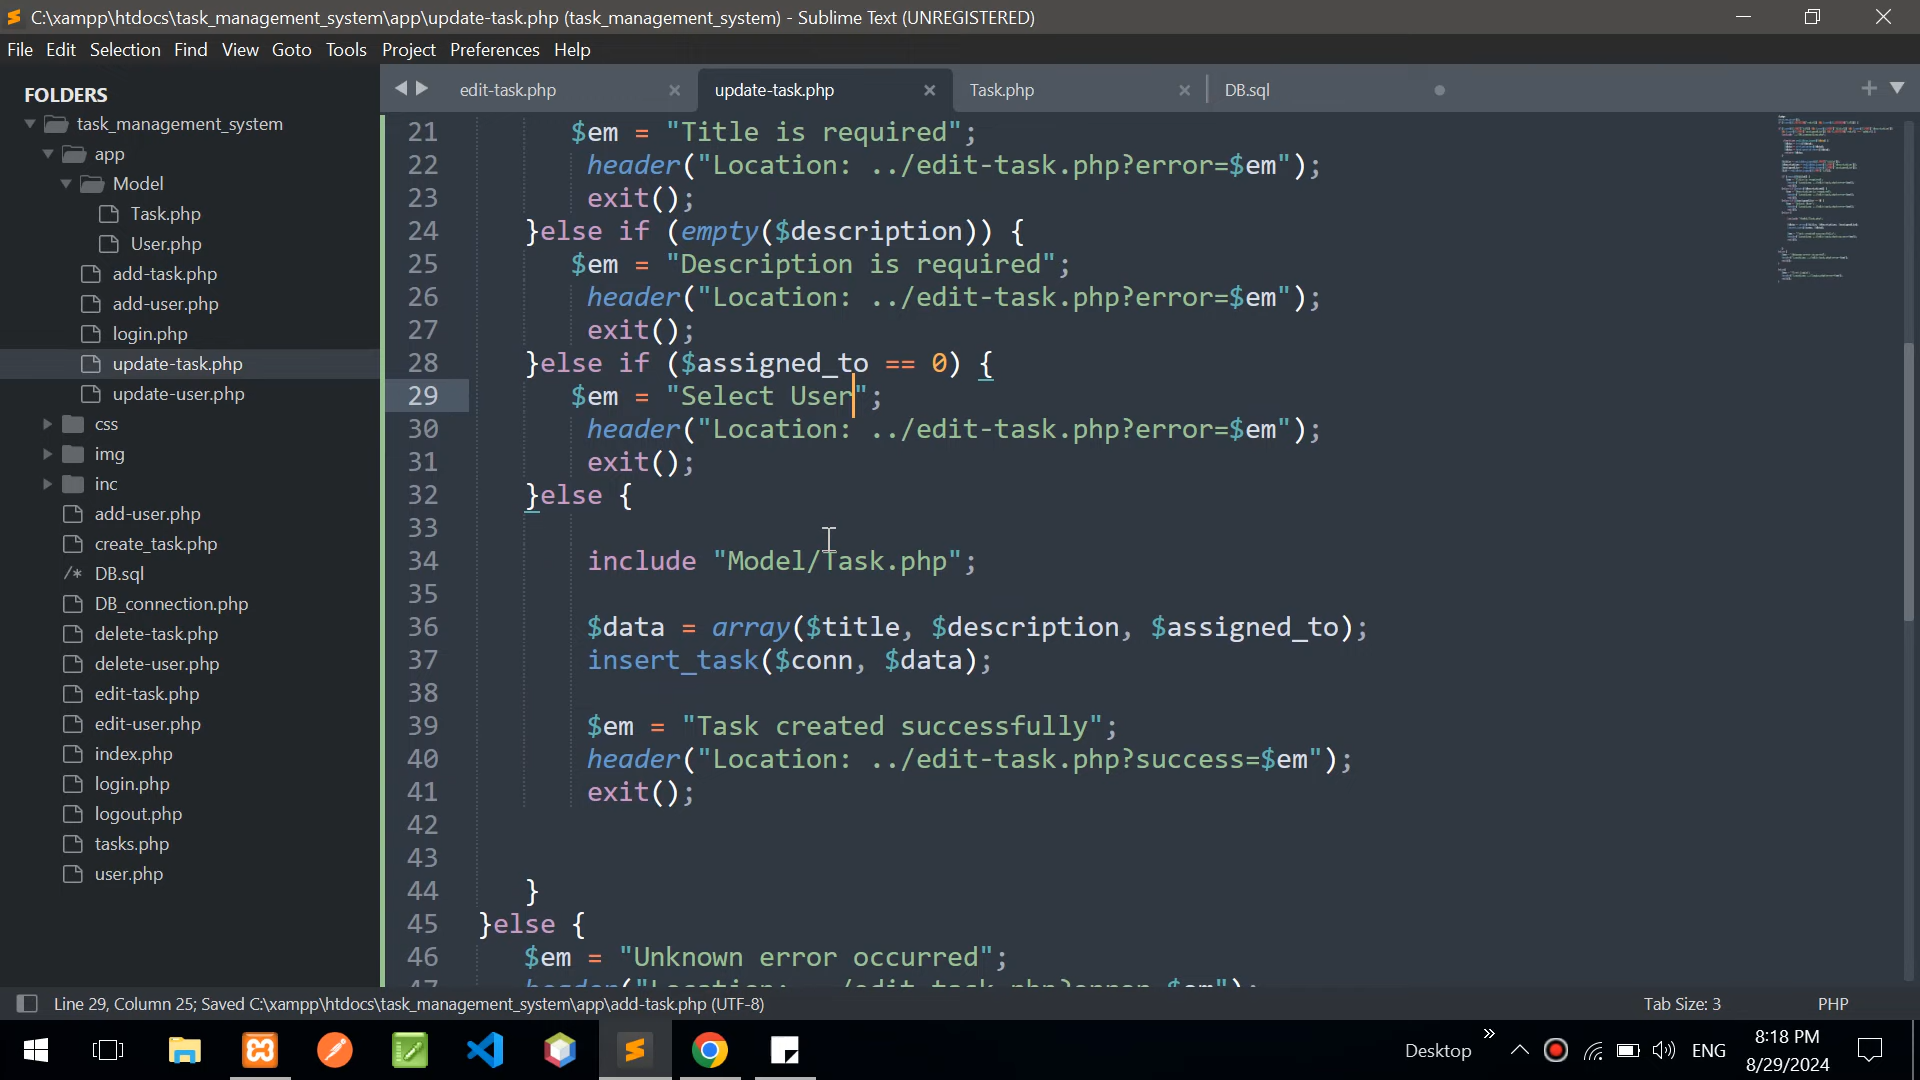 C:\xampp\htdocs\task_management_system\app\update-task.php (task_management_system) - Sublime Text (UNREGISTERED)
File Edit Selection Find View Goto Tools Project Preferences Help
FOLDERS
task_management_system
app
Model
Task.php
User.php
add-task.php
add-user.php
login.php
update-task.php
update-user.php
css
img
inc
add-user.php
create_task.php
/* DB.sql
DB_connection.php
delete-task.php
delete-user.php
edit-task.php
edit-user.php
index.php
login.php
logout.php
tasks.php
user.php
edit-task.php update-task.php Task.php DB.sql
21 $em = "Title is required";
22 header("Location: ../edit-task.php?error=$em");
23 exit();
24 }else if (empty($description)) {
25 $em = "Description is required";
26 header("Location: ../edit-task.php?error=$em");
27 exit();
28 }else if ($assigned_to == 0) {
29 $em = "Select User";
30 header("Location: ../edit-task.php?error=$em");
31 exit();
32 }else {
33
34 include "Model/Task.php";
35
36 $data = array($title, $description, $assigned_to);
37 insert_task($conn, $data);
38
39 $em = "Task created successfully";
40 header("Location: ../edit-task.php?success=$em");
41 exit();
42
43
44 }
45 }else {
46 $em = "Unknown error occurred";
47 header("Location: ../edit-task.php?error=$em");
Line 29, Column 25; Saved C:\xampp\htdocs\task_management_system\app\add-task.php (UTF-8) Tab Size: 3 PHP
Desktop ENG 8:18 PM
8/29/2024